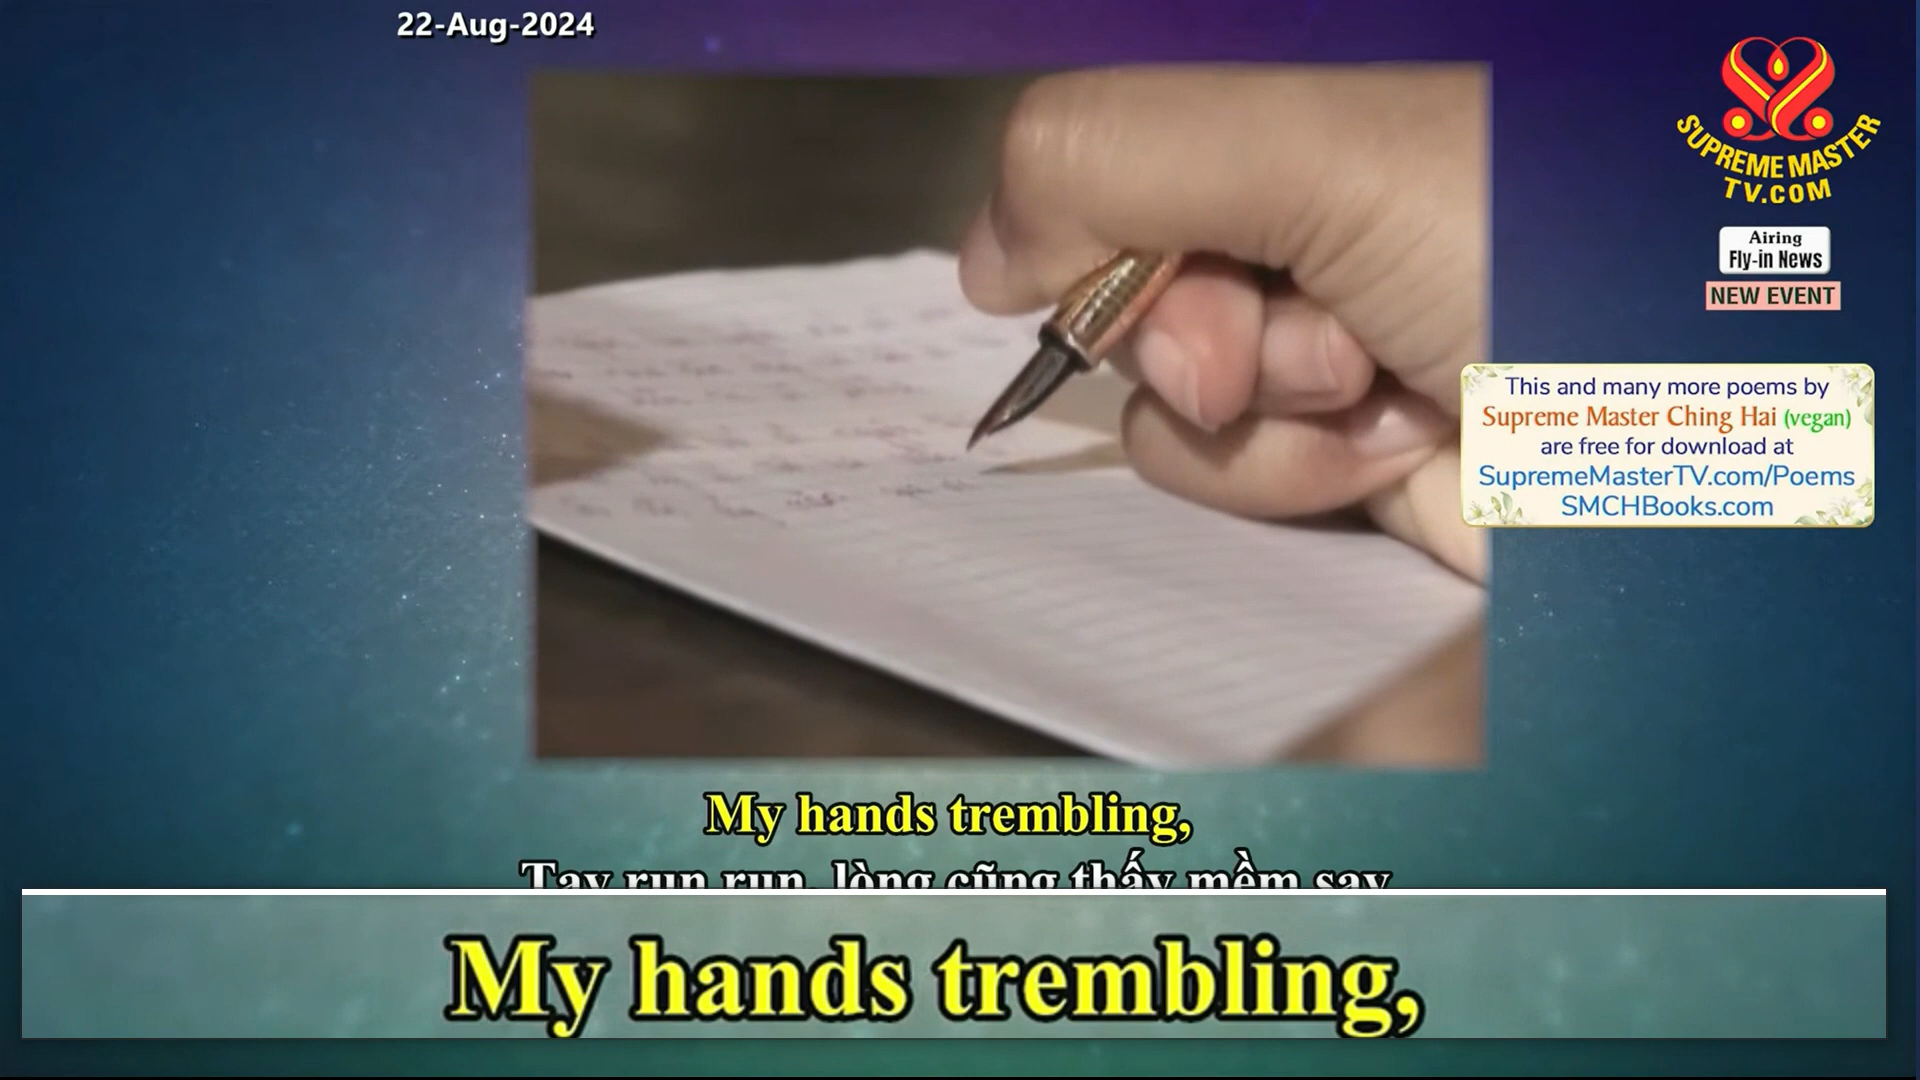 22-Aug-2024
SUPREME MASTER
TV.COM
Airing
Fly-in News
NEW EVENT
This and many more poems by
Supreme Master Ching Hai (vegan)
are free for download at
SupremeMasterTV.com/Poems
SMCHBooks.com
My hands trembling,
Tay run run, lòng cũng thấy mềm say
My hands trembling,